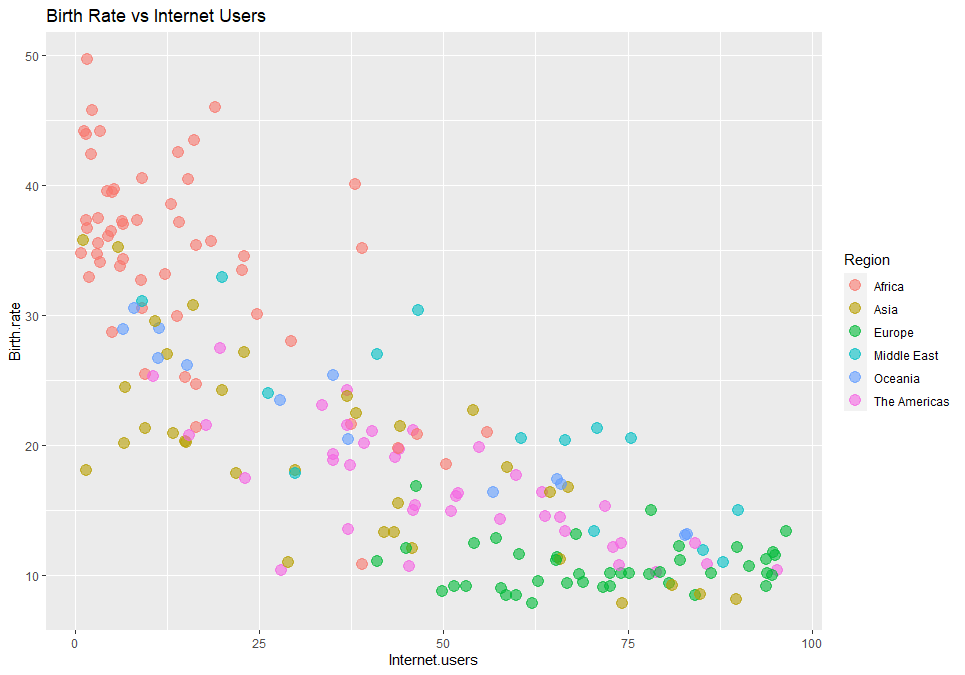 Birth Rate vs Internet Users
50
40
30
20
10
Birth.rate
0
25
50
75
100
Internet.users
Region
Africa
Asia
Europe
Middle East
Oceania
The Americas